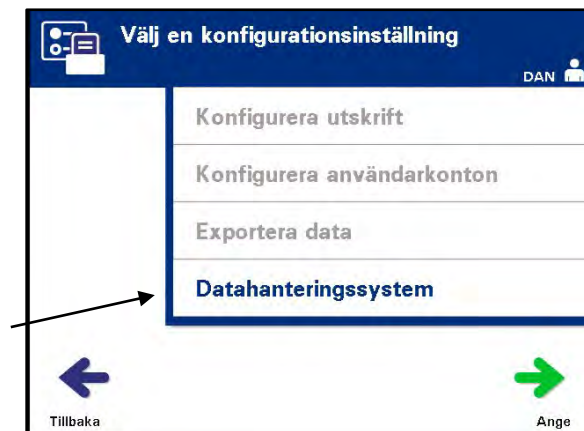 Välj en konfigurationsinställning
DAN
Konfigurera utskrift
Konfigurera användarkonton
Exportera data
Datahanteringssystem
Tillbaka
Ange